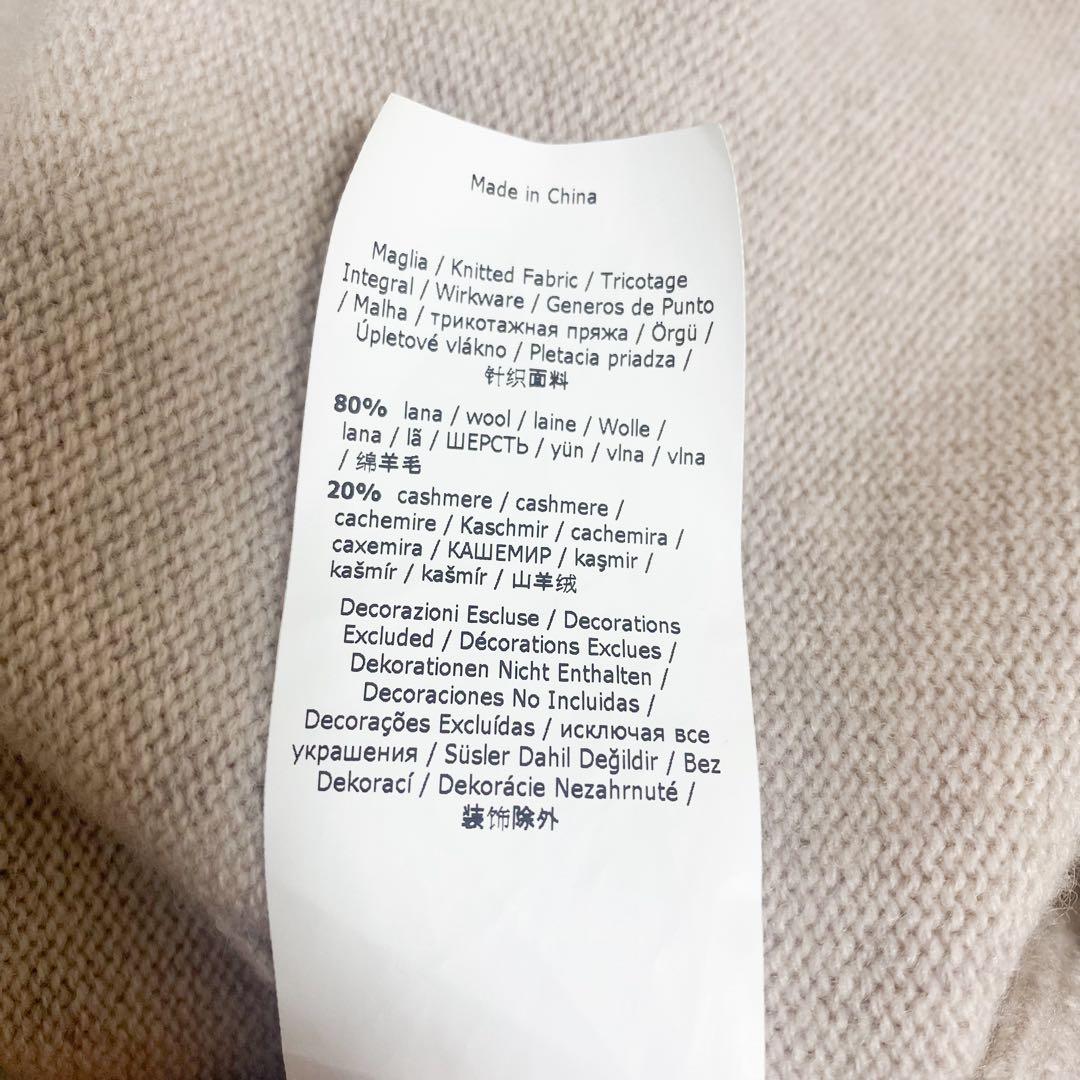 Made in China
Maglia / Knitted Fabric / Tricotage
Integral / Wirkware / Generos de Punto
/ Malha / трикотажная пряжа / Örgü /
Úpletové vlákno / Pletacia priadza /
针织面料
80% lana / wool / laine / Wolle /
lana / lã / ШЕРСТЬ / yün / vlna / vlna
/ 绵羊毛
20% cashmere / cashmere /
cachemire / Kaschmir / cachemira /
caxemira / КАШЕМИР / kaşmir /
kašmír / kašmír / 山羊绒
Decorazioni Escluse / Decorations
Excluded / Décorations Exclues /
Dekorationen Nicht Enthalten /
Decoraciones No Incluidas /
Decorações Excluídas / исключая все
украшения / Süsler Dahil Değildir / Bez
Dekorací / Dekorácie Nezahrnuté /
装饰除外